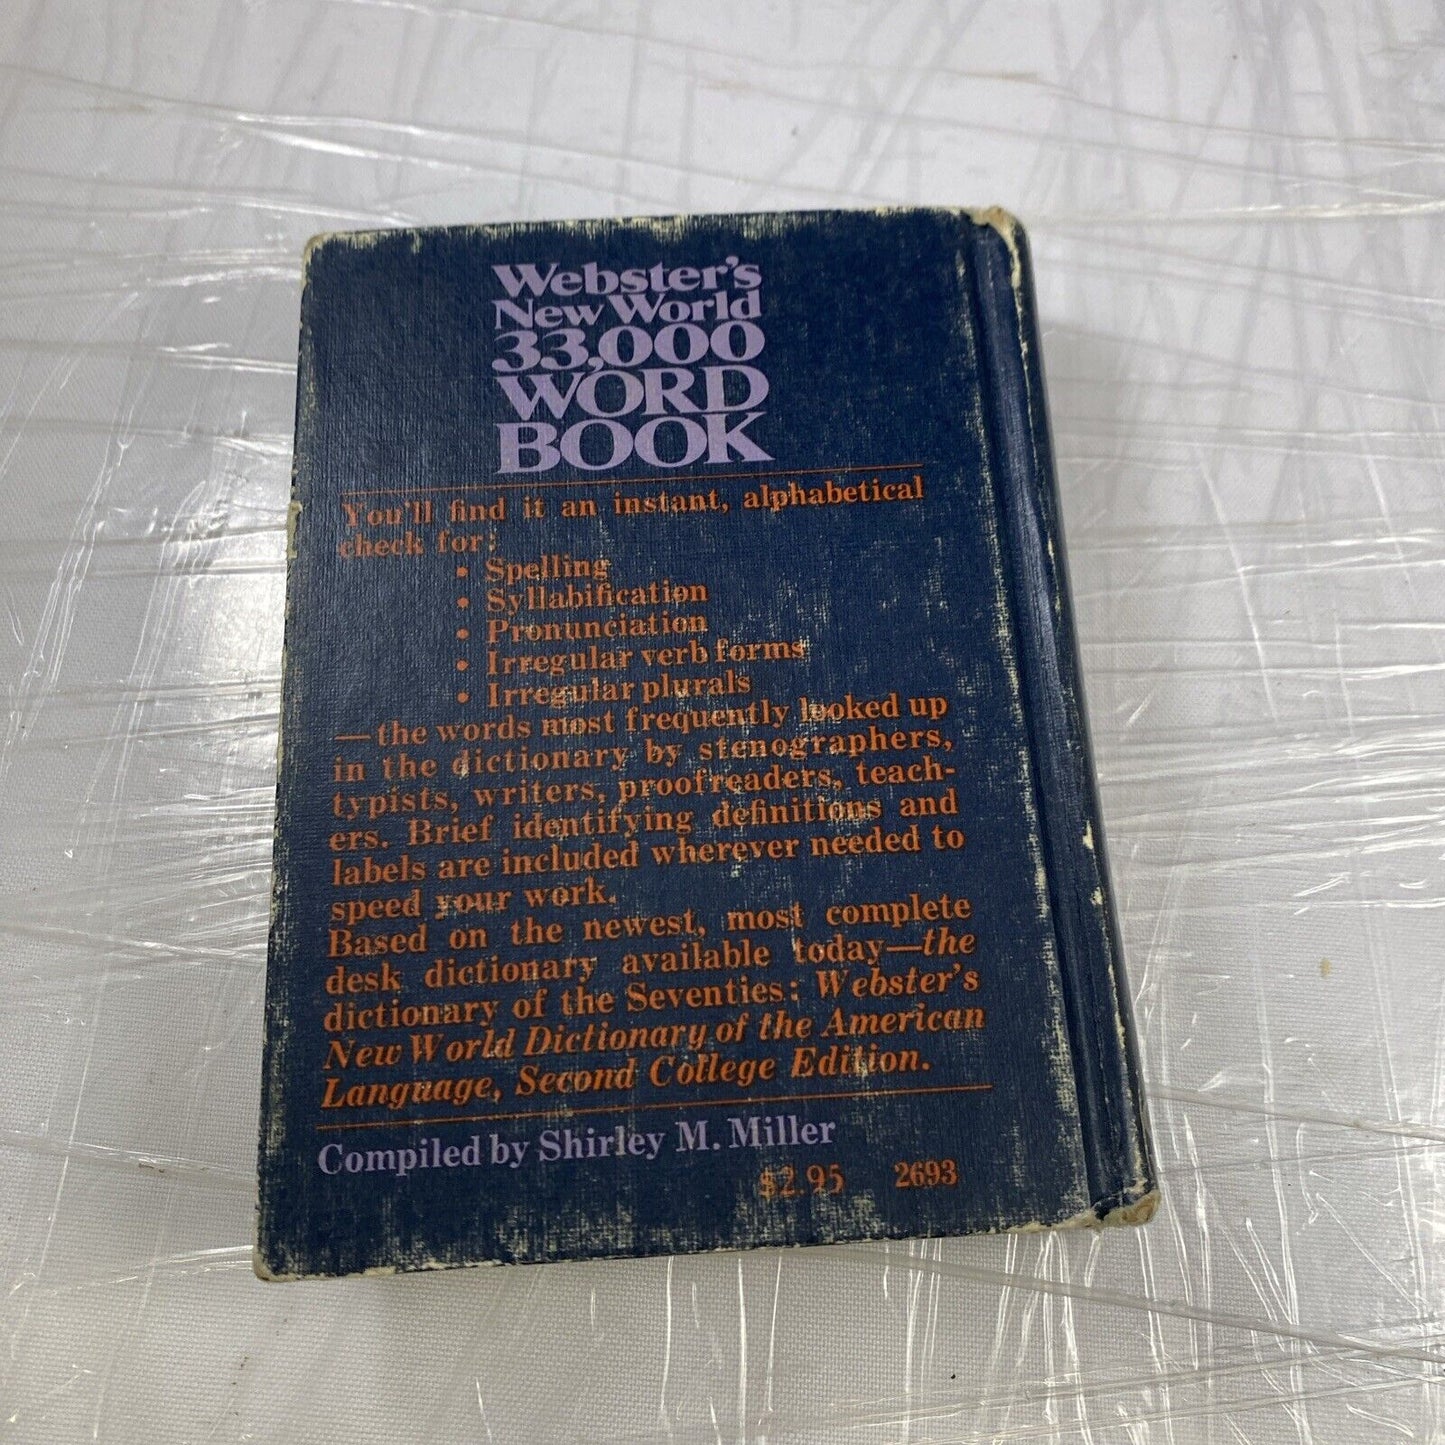 Webster's
New World
33,000
WORD
BOOK
You'll find it an instant, alphabetical
check for:
• Spelling
• Syllabification
• Pronunciation
• Irregular verb forms
• Irregular plurals
—the words most frequently looked up
in the dictionary by stenographers,
typists, writers, proofreaders, teach-
ers. Brief identifying definitions and
labels are included wherever needed to
speed your work.
Based on the newest, most complete
desk dictionary available today—the
dictionary of the Seventies: Webster's
New World Dictionary of the American
Language, Second College Edition.
Compiled by Shirley M. Miller
$2.95 2693